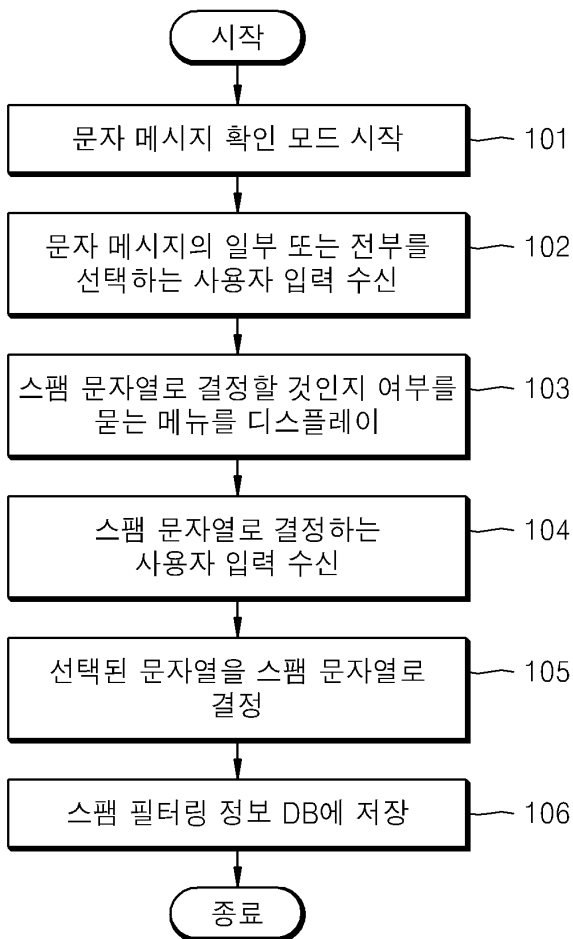 시작
문자 메시지 확인 모드 시작
101
문자 메시지의 일부 또는 전부를
선택하는 사용자 입력 수신
102
스팸 문자열로 결정할 것인지 여부를
묻는 메뉴를 디스플레이
103
스팸 문자열로 결정하는
사용자 입력 수신
104
선택된 문자열을 스팸 문자열로
결정
105
스팸 필터링 정보 DB에 저장
106
종료